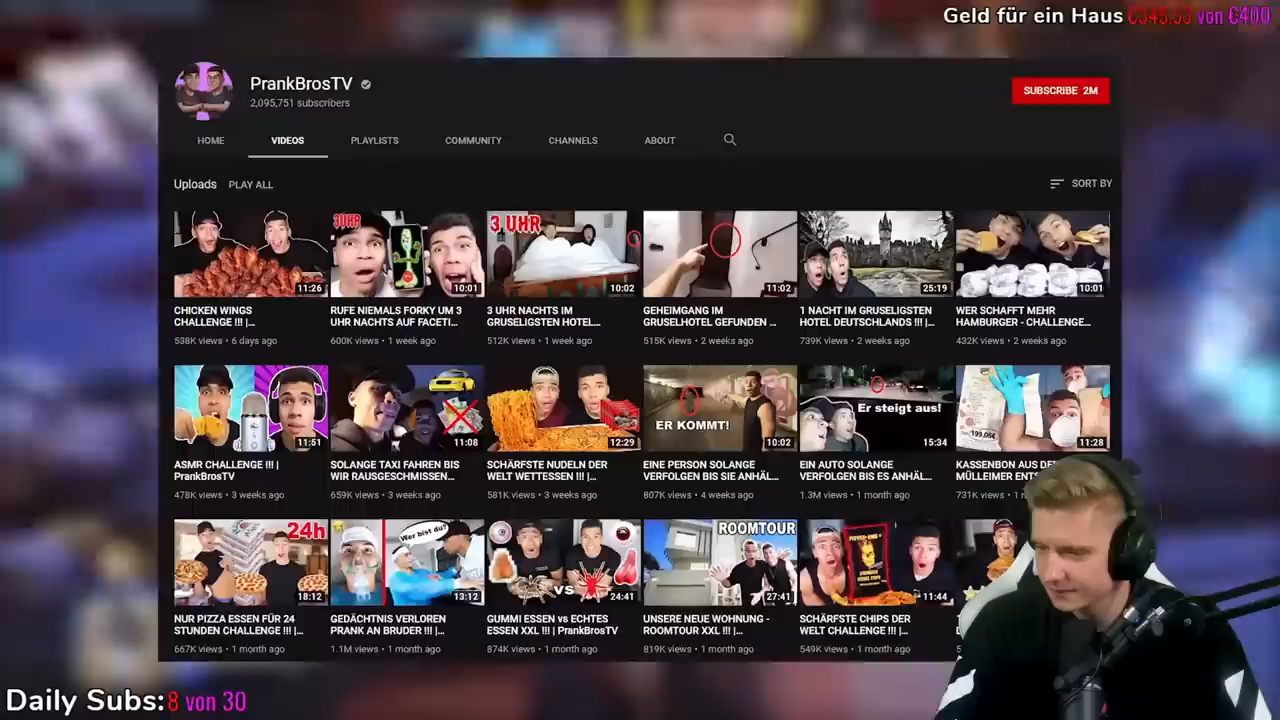 Geld für ein Haus von €400
PrankBrosTV
2,095,751 subscribers
SUBSCRIBE 2M
HOME VIDEOS PLAYLISTS COMMUNITY CHANNELS ABOUT
Uploads PLAY ALL SORT BY
3UHR 3 UHR
11:26 10:01 10:02 11:02 25:19 10:01
CHICKEN WINGS CHALLENGE !!! |...
538K views • 6 days ago
RUFE NIEMALS FORKY UM 3 UHR NACHTS AUF FACETI...
600K views • 1 week ago
3 UHR NACHTS IM GRUSELIGSTEN HOTEL...
512K views • 1 week ago
GEHEIMGANG IM GRUSELHOTEL GEFUNDEN ...
515K views • 2 weeks ago
1 NACHT IM GRUSELIGSTEN HOTEL DEUTSCHLANDS !!! |...
739K views • 2 weeks ago
WER SCHAFFT MEHR HAMBURGER - CHALLENGE...
432K views • 2 weeks ago
ER KOMMT! Er steigt aus! 199,06€
11:51 11:08 12:29 10:02 15:34 11:28
ASMR CHALLENGE !!! | PrankBrosTV
478K views • 3 weeks ago
SOLANGE TAXI FAHREN BIS WIR RAUSGESCHMISSEN...
659K views • 3 weeks ago
SCHÄRFSTE NUDELN DER WELT WETTESSEN !!! |...
581K views • 3 weeks ago
EINE PERSON SOLANGE VERFOLGEN BIS SIE ANHÄL...
807K views • 4 weeks ago
EIN AUTO SOLANGE VERFOLGEN BIS ES ANHÄL...
1.3M views • 1 month ago
KASSENBON AUS MÜLLEIMER
731K views
24h Wer bist du? VS ROOMTOUR
18:12 13:12 24:41 27:41 11:44
NUR PIZZA ESSEN FÜR 24 STUNDEN CHALLENGE !!! |...
667K views • 1 month ago
GEDÄCHTNIS VERLOREN PRANK AN BRUDER !!! |...
1.1M views • 1 month ago
GUMMI ESSEN vs ECHTES ESSEN XXL !!! | PrankBrosTV
874K views • 1 month ago
UNSERE NEUE WOHNUNG - ROOMTOUR XXL !!! |...
819K views • 1 month ago
SCHÄRFSTE CHIPS DER WELT CHALLENGE !!! |...
549K views • 1 month ago
Daily Subs: 8 von 30